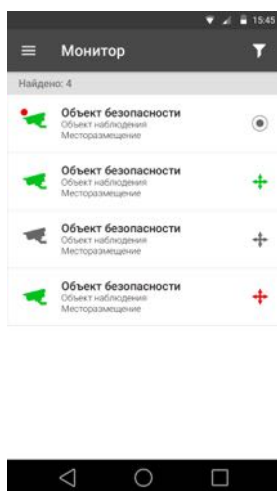 15:45
Монитор
Найдено: 4
Объект безопасности
Объект наблюдения
Месторазмещение
Объект безопасности
Объект наблюдения
Месторазмещение
Объект безопасности
Объект наблюдения
Месторазмещение
Объект безопасности
Объект наблюдения
Месторазмещение